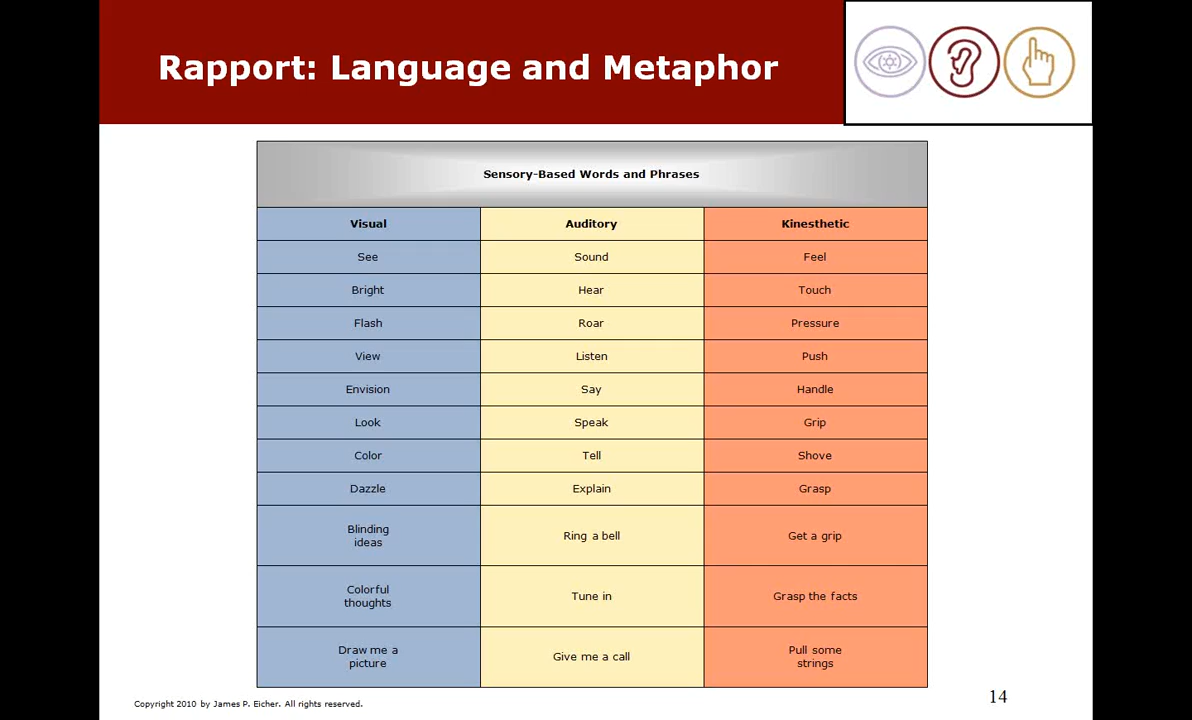 Rapport: Language and Metaphor
Sensory-Based Words and Phrases
Visual Auditory Kinesthetic
See Sound Feel
Bright Hear Touch
Flash Roar Pressure
View Listen Push
Envision Say Handle
Look Speak Grip
Color Tell Shove
Dazzle Explain Grasp
Blinding
ideas
Ring a bell
Get a grip
Colorful
thoughts
Tune in
Grasp the facts
Draw me a
picture
Give me a call
Pull some
strings
Copyright 2010 by James P. Eicher. All rights reserved.
14